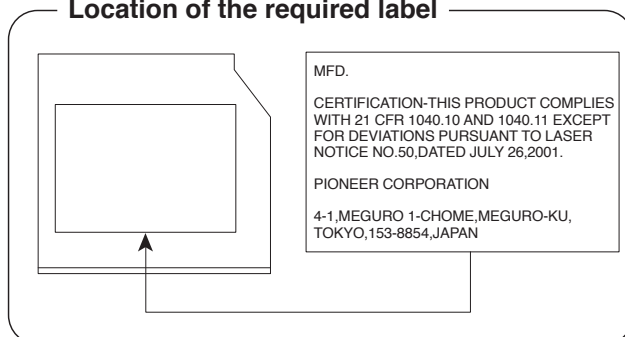 Location of the required label
MFD.
CERTIFICATION-THIS PRODUCT COMPLIES
WITH 21 CFR 1040.10 AND 1040.11 EXCEPT
FOR DEVIATIONS PURSUANT TO LASER
NOTICE NO.50,DATED JULY 26,2001.
PIONEER CORPORATION
4-1,MEGURO 1-CHOME,MEGURO-KU,
TOKYO,153-8854,JAPAN